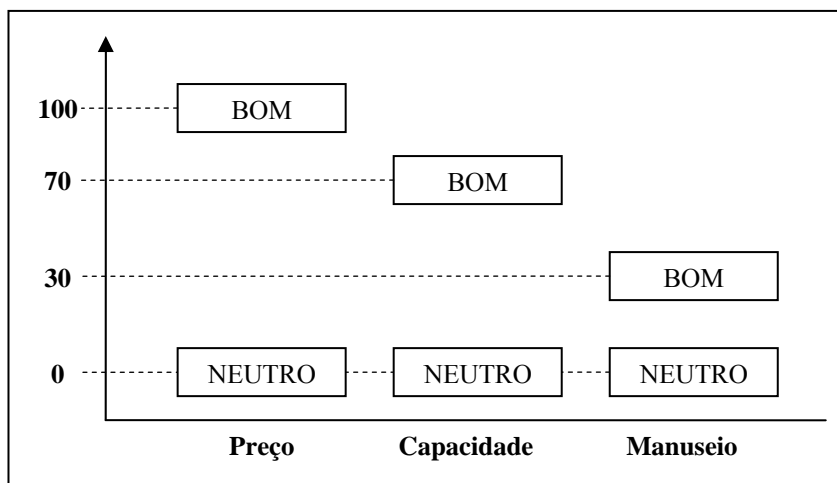 100 BOM
70 BOM
30 BOM
0 NEUTRO NEUTRO NEUTRO
Preço Capacidade Manuseio